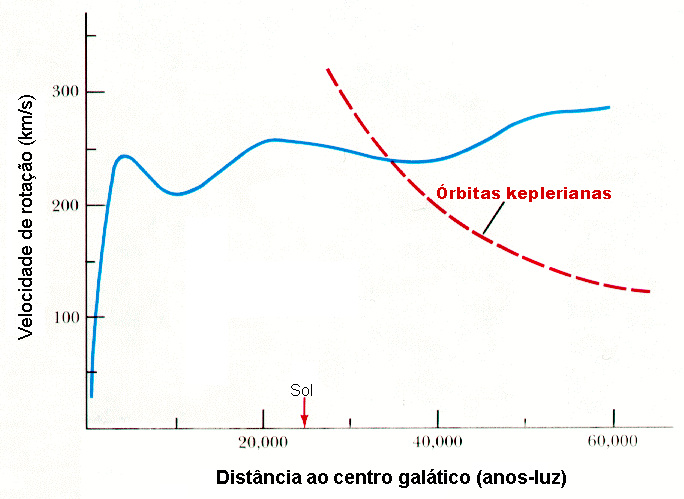 Velocidade de rotação (km/s)
300
200
100
Órbitas keplerianas
Sol
20,000
40,000
60,000
Distância ao centro galático (anos-luz)